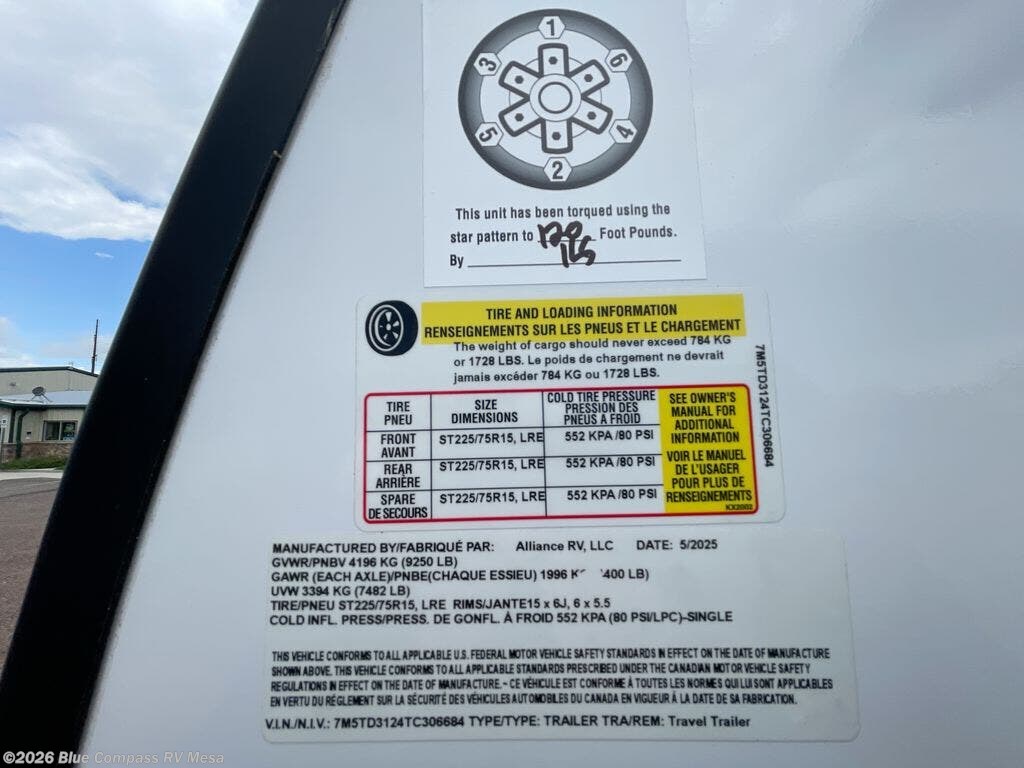 1
6
3
5
4
2
This unit has been torqued using the
star pattern to 120 Foot Pounds.
lbs
By
TIRE AND LOADING INFORMATION
RENSEIGNEMENTS SUR LES PNEUS ET LE CHARGEMENT
The weight of cargo should never exceed 784 KG
or 1728 LBS. Le poids de chargement ne devrait
jamais excéder 784 KG ou 1728 LBS.
7M5TD3124TC306684
TIRE PNEU SIZE DIMENSIONS COLD TIRE PRESSURE PRESSION DES PNEUS A FROID
FRONT AVANT ST225/75R15, LRE 552 KPA /80 PSI
REAR ARRIÈRE ST225/75R15, LRE 552 KPA /80 PSI
SPARE DE SECOURS ST225/75R15, LRE 552 KPA /80 PSI
SEE OWNER'S
MANUAL FOR
ADDITIONAL
INFORMATION
VOIR LE MANUEL
DE L'USAGER
POUR PLUS DE
RENSEIGNEMENTS
KX2002
MANUFACTURED BY/FABRIQUÉ PAR: Alliance RV, LLC DATE: 5/2025
GVWR/PNBV 4196 KG (9250 LB)
GAWR (EACH AXLE)/PNBE(CHAQUE ESSIEU) 1996 K 400 LB)
UVW 3394 KG (7482 LB)
TIRE/PNEU ST225/75R15, LRE RIMS/JANTE15 x 6J, 6 x 5.5
COLD INFL. PRESS/PRESS. DE GONFL. À FROID 552 KPA (80 PSI/LPC)-SINGLE
THIS VEHICLE CONFORMS TO ALL APPLICABLE U.S. FEDERAL MOTOR VEHICLE SAFETY STANDARDS IN EFFECT ON THE DATE OF MANUFACTURE
SHOWN ABOVE. THIS VEHICLE CONFORMS TO ALL APPLICABLE STANDARDS PRESCRIBED UNDER THE CANADIAN MOTOR VEHICLE SAFETY
REGULATIONS IN EFFECT ON THE DATE OF MANUFACTURE. - CE VÉHICULE EST CONFORME À TOUTES LES NORMES QUI LUI SONT APPLICABLES
EN VERTU DU RÉGLEMENT SUR LA SÉCURITÉ DES VÉHICULES AUTOMOBILES DU CANADA EN VIGUEUR À LA DATE DE SA FABRICATION.
V.I.N./N.I.V.: 7M5TD3124TC306684 TYPE/TYPE: TRAILER TRA/REM: Travel Trailer
©2026 Blue Compass RV Mesa